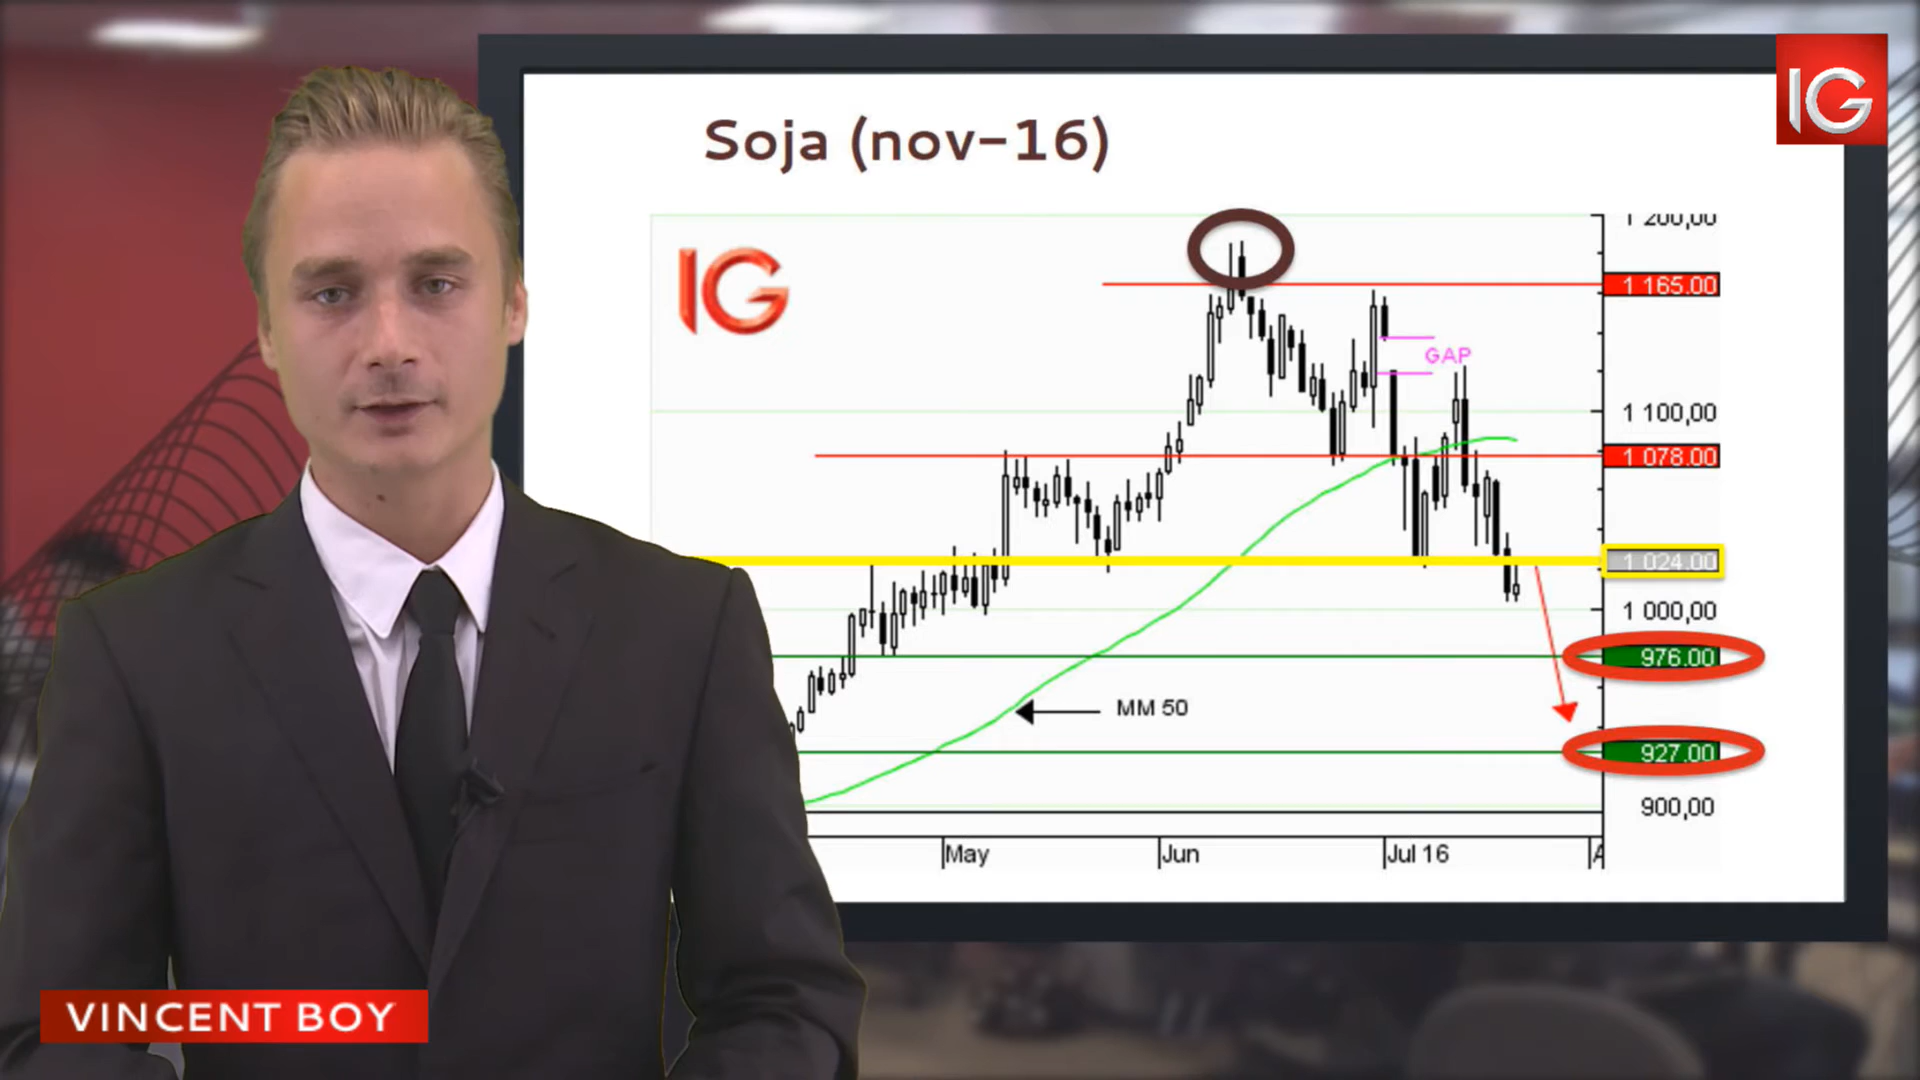 IG
Soja (nov-16)
IG
1 200,00
1 165.00
GAP
1 100,00
1 078.00
1 024.00
1 000,00
976.00
MM 50
927.00
900,00
May
Jun
Jul 16
A
VINCENT BOY